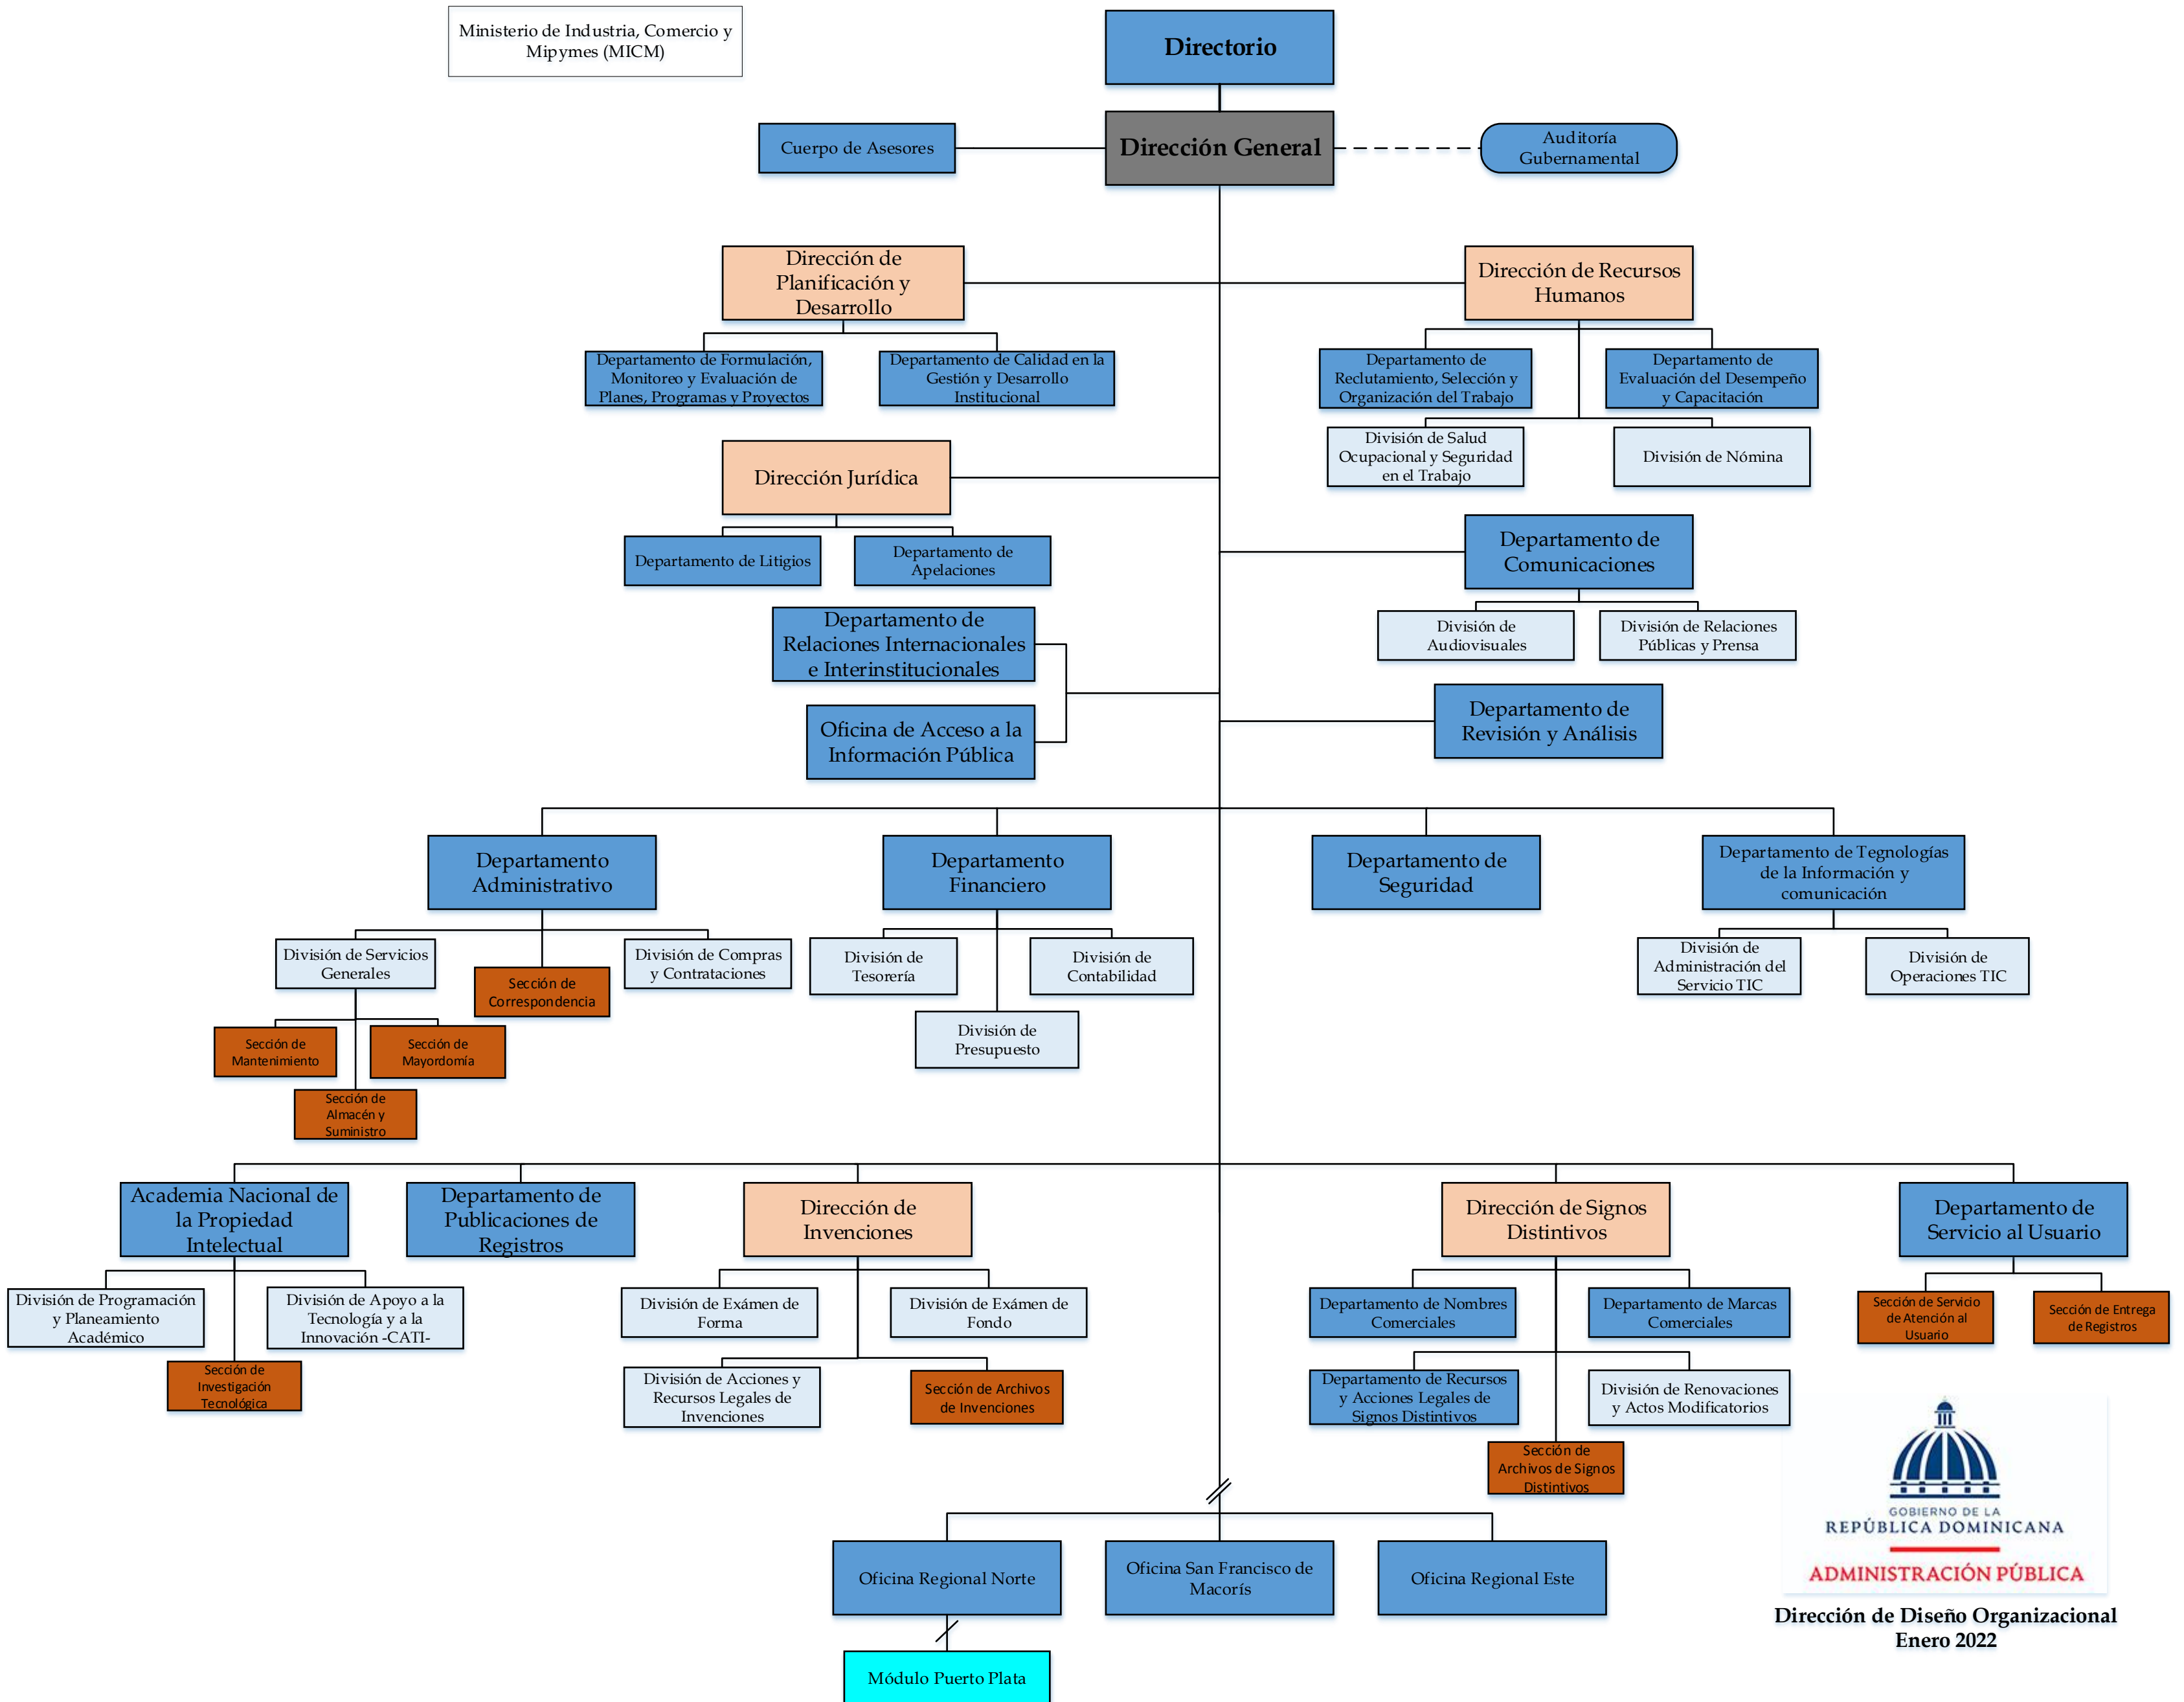 Ministerio de Industria, Comercio y
Mipymes (MICM)
Directorio
Cuerpo de Asesores
Dirección General
Auditoría
Gubernamental
Dirección de
Planificación y
Desarrollo
Dirección de Recursos
Humanos
Departamento de Formulación,
Monitoreo y Evaluación de
Planes, Programas y Proyectos
Departamento de Calidad en la
Gestión y Desarrollo
Institucional
Departamento de
Reclutamiento, Selección y
Organización del Trabajo
Departamento de
Evaluación del Desempeño
y Capacitación
División de Salud
Ocupacional y Seguridad
en el Trabajo
División de Nómina
Dirección Jurídica
Departamento de Litigios
Departamento de
Apelaciones
Departamento de
Comunicaciones
División de
Audiovisuales
División de Relaciones
Públicas y Prensa
Departamento de
Relaciones Internacionales
e Interinstitucionales
Oficina de Acceso a la
Información Pública
Departamento de
Revisión y Análisis
Departamento
Administrativo
Departamento
Financiero
Departamento de
Seguridad
Departamento de Tegnologías
de la Información y
comunicación
División de Servicios
Generales
Sección de
Correspondencia
División de Compras
y Contrataciones
División de
Tesorería
División de
Contabilidad
División de
Presupuesto
División de
Administración del
Servicio TIC
División de
Operaciones TIC
Sección de
Mantenimiento
Sección de
Mayordomía
Sección de
Almacén y
Suministro
Academia Nacional de
la Propiedad
Intelectual
Departamento de
Publicaciones de
Registros
Dirección de
Invenciones
Dirección de Signos
Distintivos
Departamento de
Servicio al Usuario
División de Programación
y Planeamiento
Académico
División de Apoyo a la
Tecnología y a la
Innovación -CATI-
Sección de
Investigación
Tecnológica
División de Exámen de
Forma
División de Exámen de
Fondo
División de Acciones y
Recursos Legales de
Invenciones
Sección de Archivos
de Invenciones
Departamento de Nombres
Comerciales
Departamento de Marcas
Comerciales
Departamento de Recursos
y Acciones Legales de
Signos Distintivos
División de Renovaciones
y Actos Modificatorios
Sección de
Archivos de Signos
Distintivos
Sección de Servicio
de Atención al
Usuario
Sección de Entrega
de Registros
Oficina Regional Norte
Oficina San Francisco de
Macorís
Oficina Regional Este
Módulo Puerto Plata
GOBIERNO DE LA
REPÚBLICA DOMINICANA
ADMINISTRACIÓN PÚBLICA
Dirección de Diseño Organizacional
Enero 2022